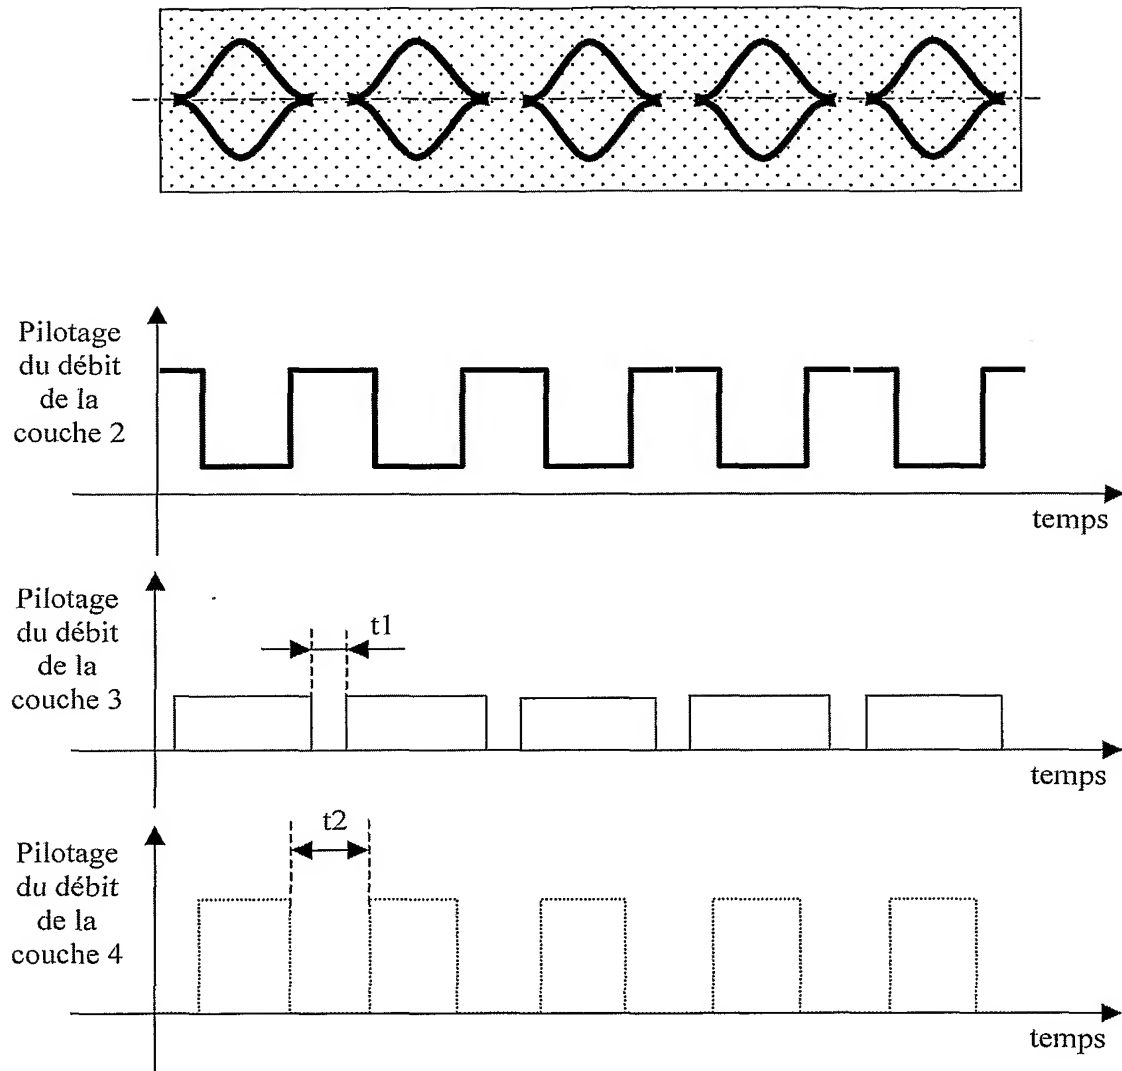 Pilotage
du débit
de la
couche 2
temps
Pilotage
du débit
de la
couche 3
t1
temps
Pilotage
du débit
de la
couche 4
t2
temps